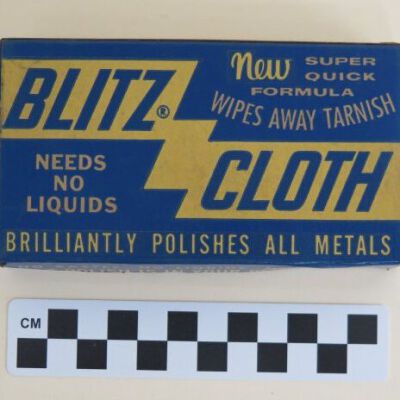 BLITZ®
New SUPER
QUICK
FORMULA
WIPES AWAY TARNISH
NEEDS
NO
LIQUIDS
CLOTH
BRILLIANTLY POLISHES ALL METALS
CM